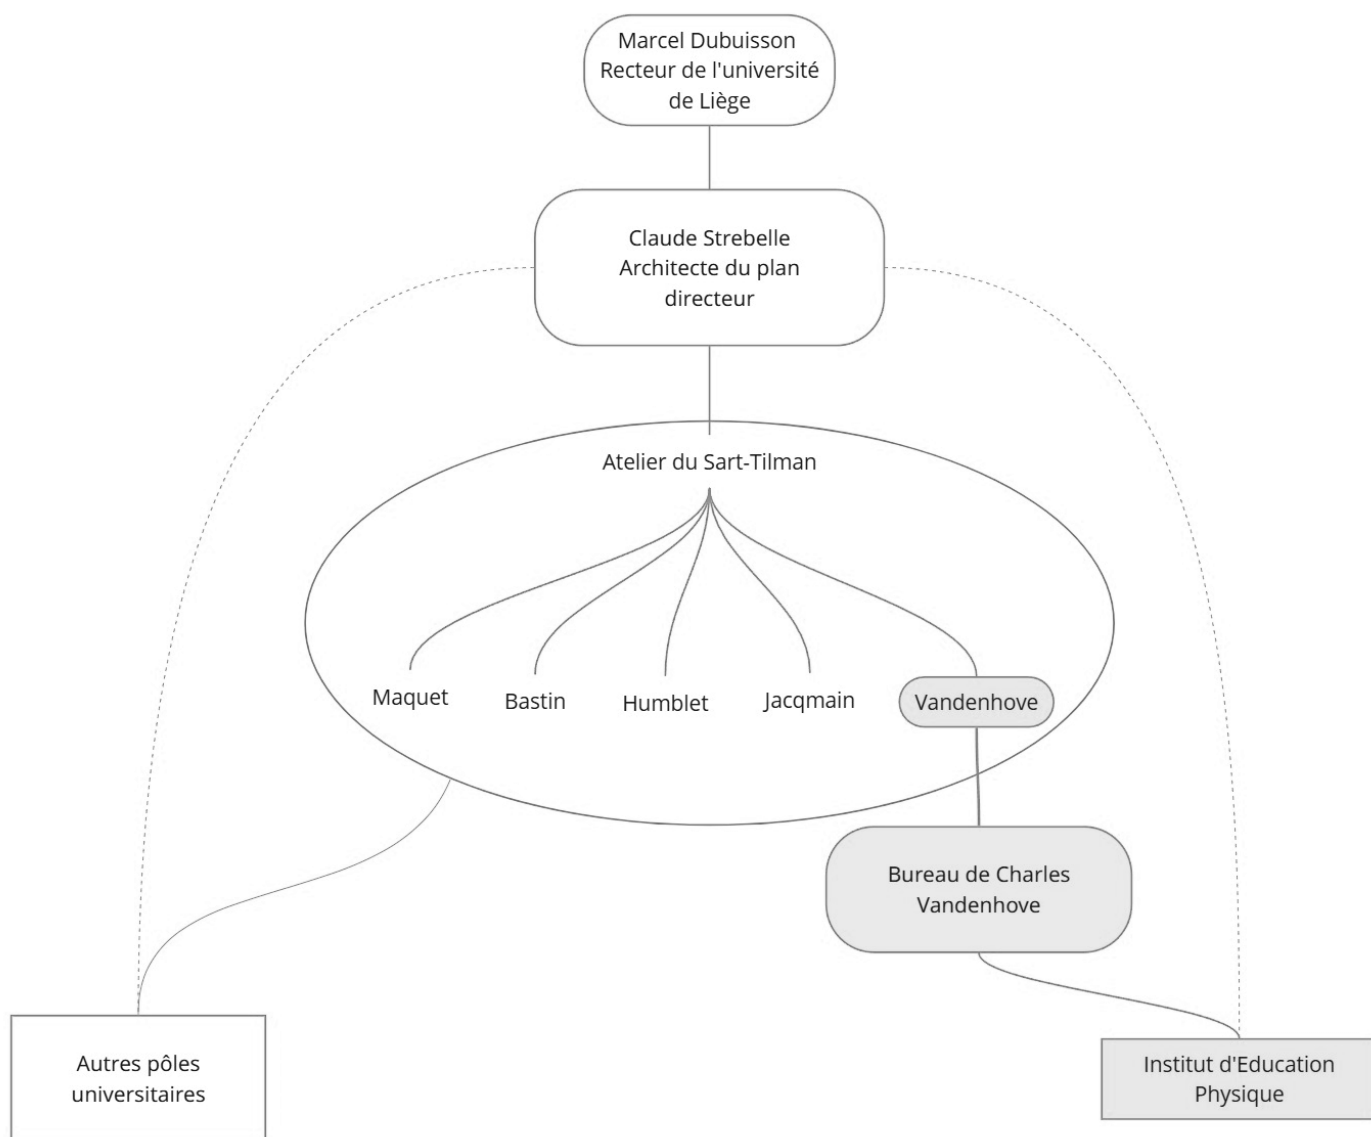 Marcel Dubuisson
Recteur de l'université
de Liège
Claude Strebelle
Architecte du plan
directeur
Atelier du Sart-Tilman
Maquet
Bastin
Humblet
Jacqmain
Vandenhove
Bureau de Charles
Vandenhove
Autres pôles
universitaires
Institut d'Education
Physique